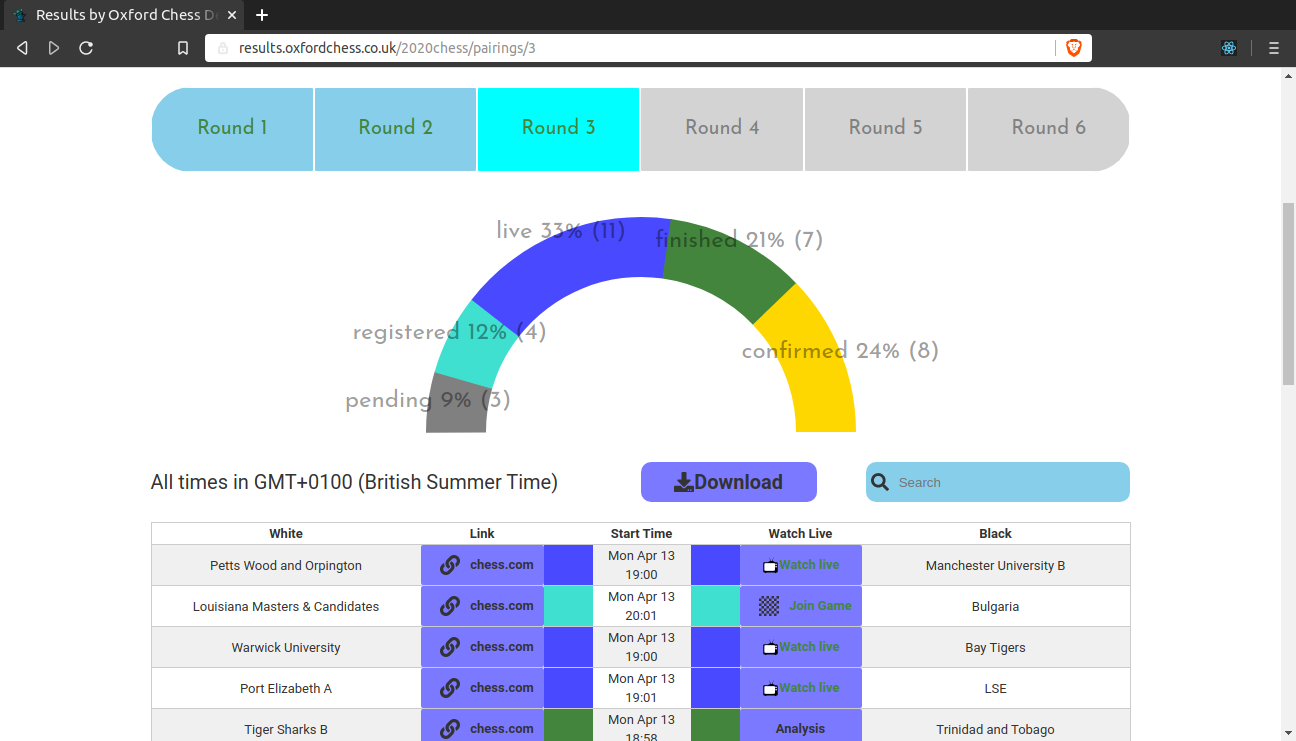 Results by Oxford Chess D
results.oxfordchess.co.uk/2020chess/pairings/3
Round 1 Round 2 Round 3 Round 4 Round 5 Round 6
live 33% (11)
finished 21% (7)
registered 12% (4)
confirmed 24% (8)
pending 9% (3)
All times in GMT+0100 (British Summer Time) Download Search
White Link Start Time Watch Live Black
Petts Wood and Orpington chess.com Mon Apr 13 19:00 Watch live Manchester University B
Louisiana Masters & Candidates chess.com Mon Apr 13 20:01 Join Game Bulgaria
Warwick University chess.com Mon Apr 13 19:00 Watch live Bay Tigers
Port Elizabeth A chess.com Mon Apr 13 19:01 Watch live LSE
Tiger Sharks B chess.com Mon Apr 13 18:58 Analysis Trinidad and Tobago